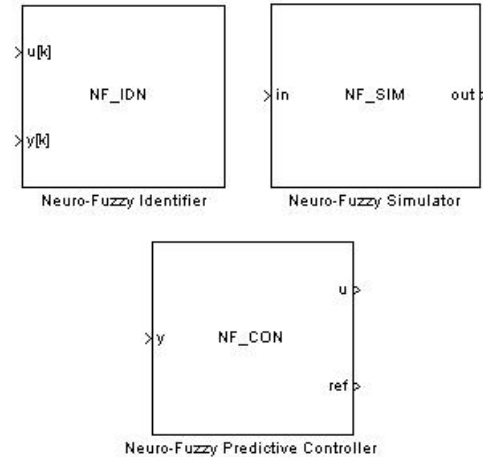 u[k]
NF_IDN
y[k]
Neuro-Fuzzy Identifier
in NF_SIM out
Neuro-Fuzzy Simulator
u
y NF_CON
ref
Neuro-Fuzzy Predictive Controller